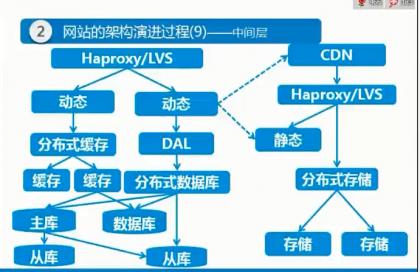 2 网站的架构演进过程(9)——中间层
Haproxy/LVS
CDN
动态
动态
Haproxy/LVS
分布式缓存
DAL
静态
缓存
缓存
分布式数据库
分布式存储
主库
数据库
从库
从库
存储
存储